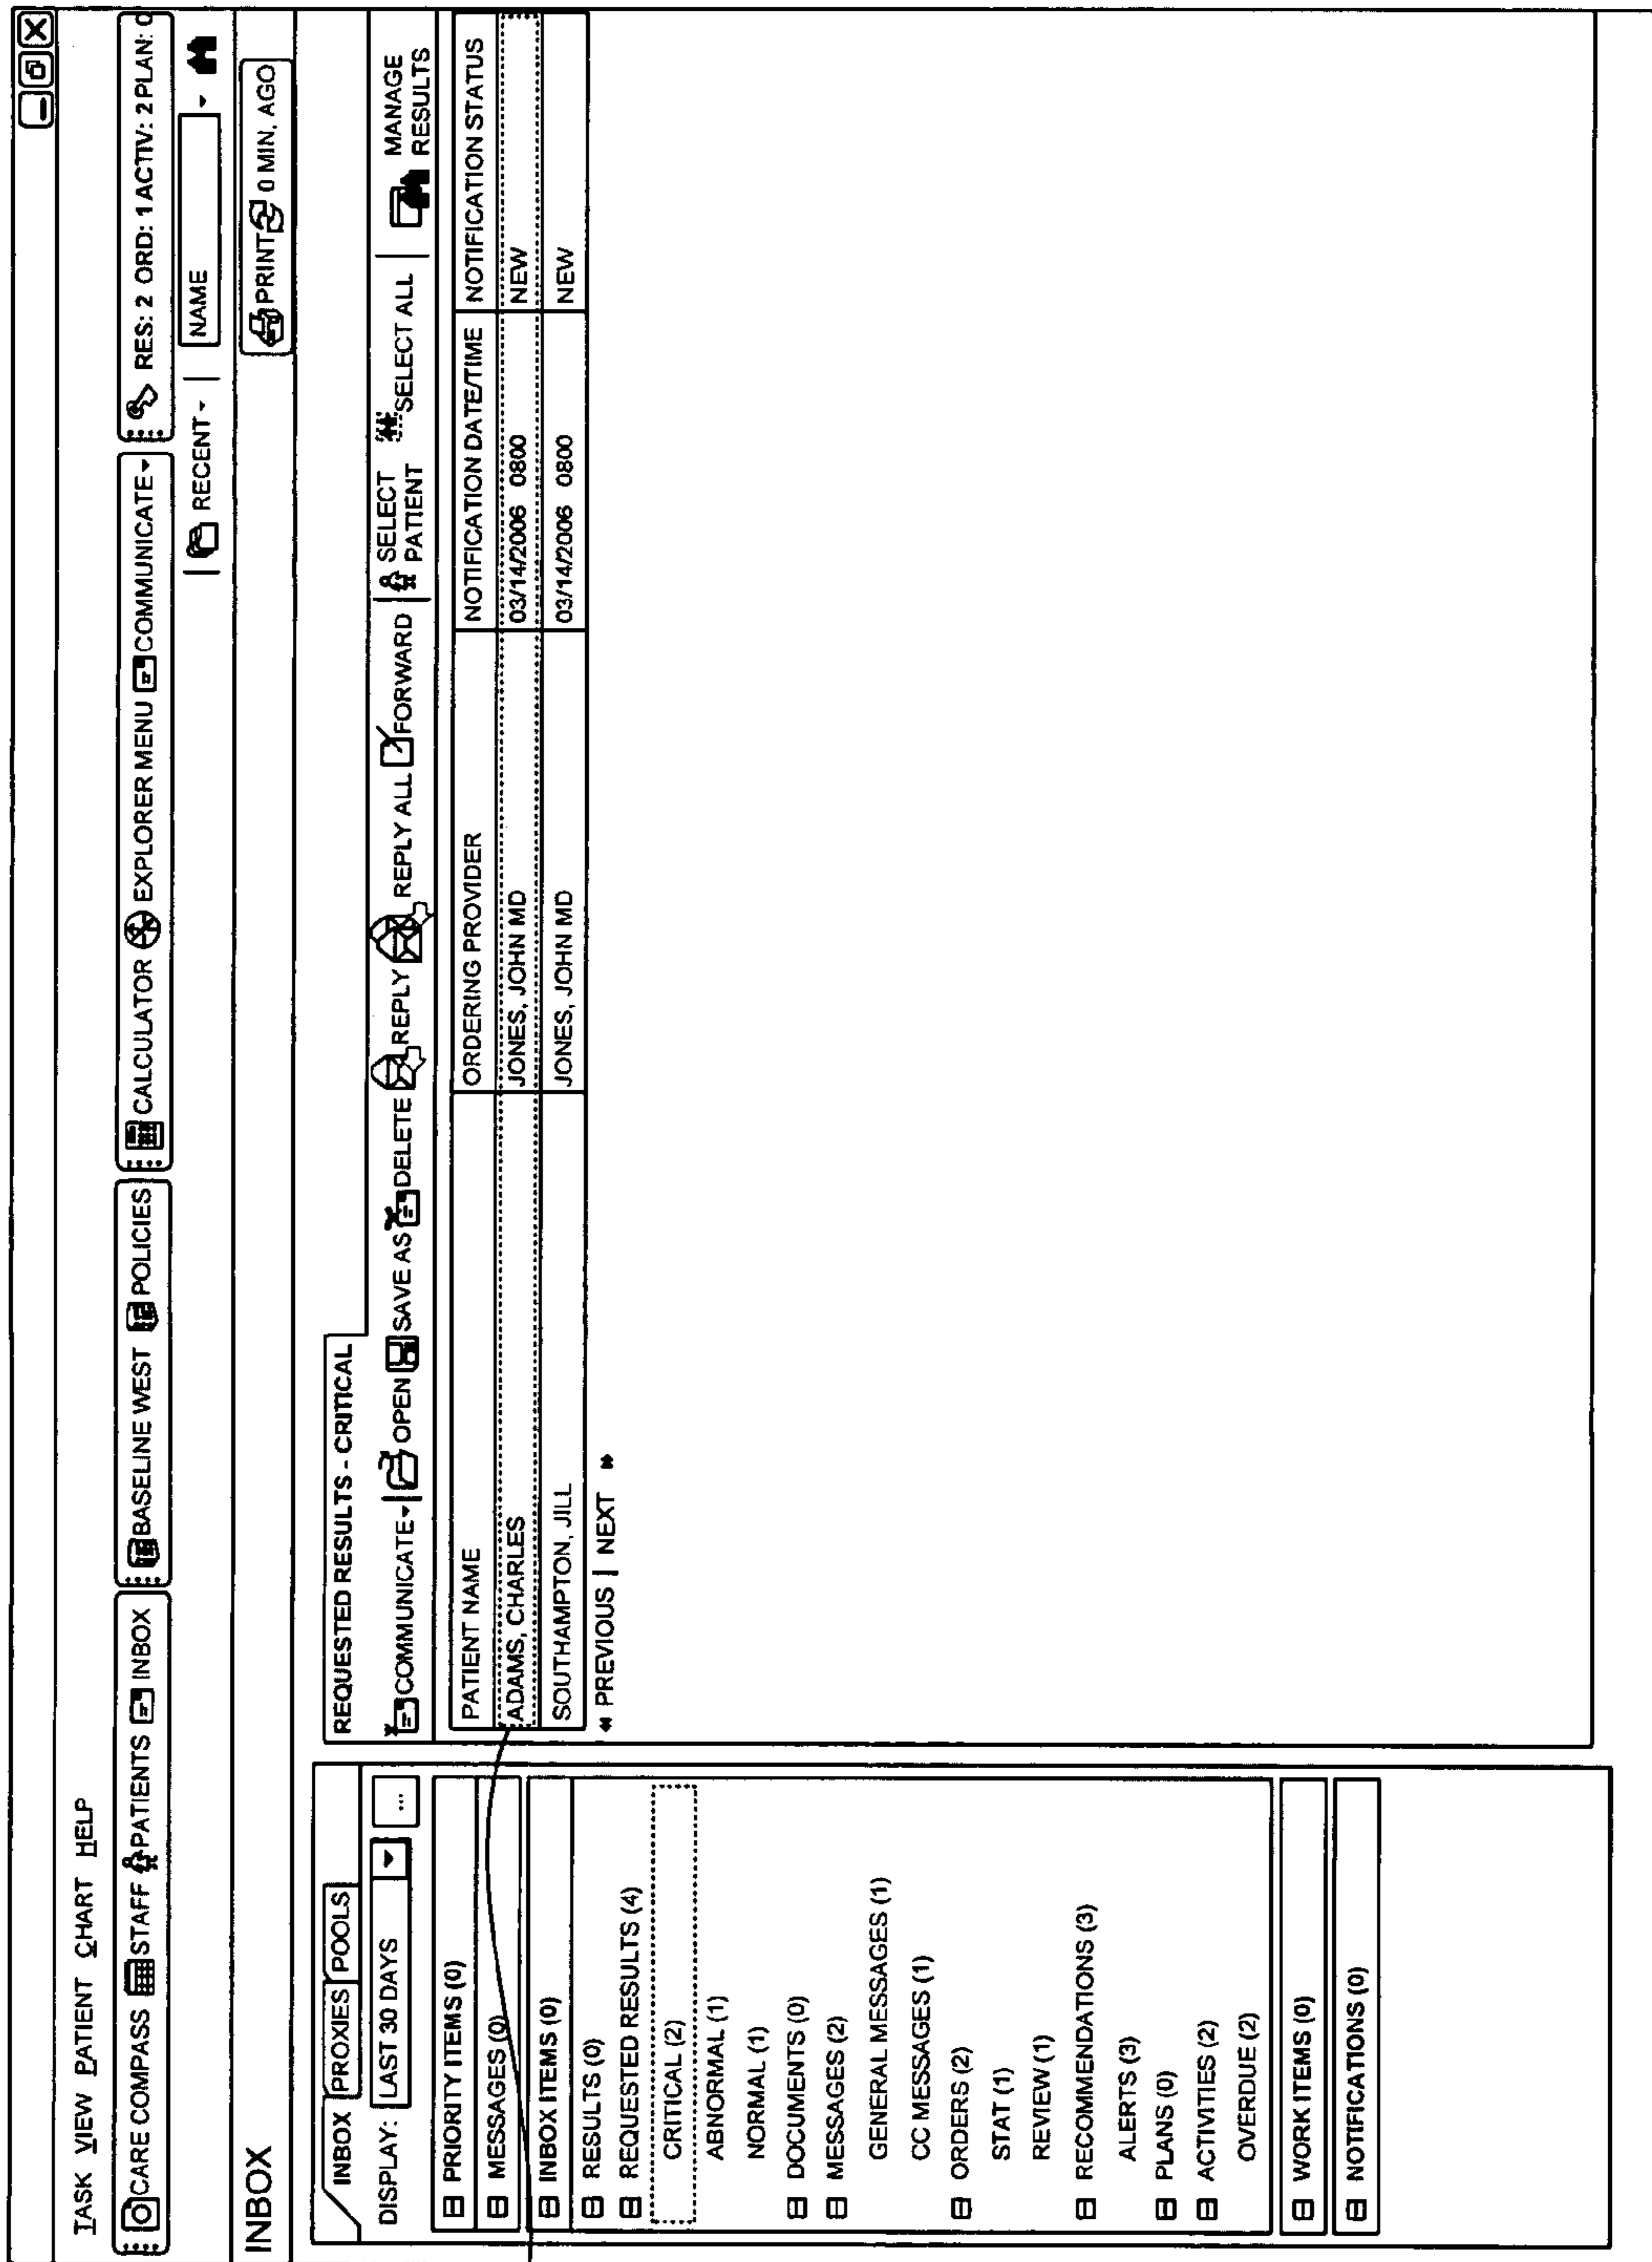 TASK VIEW PATIENT CHART HELP
CARE COMPASS STAFF PATIENTS INBOX BASELINE WEST POLICIES CALCULATOR EXPLORER MENU COMMUNICATE RES: 2 ORD: 1 ACTIV: 2 PLAN: 0
RECENT NAME
INBOX PRINT 0 MIN. AGO
INBOX PROXIES POOLS
DISPLAY: LAST 30 DAYS ...
PRIORITY ITEMS (0)
MESSAGES (0)
INBOX ITEMS (0)
RESULTS (0)
REQUESTED RESULTS (4)
CRITICAL (2)
ABNORMAL (1)
NORMAL (1)
DOCUMENTS (0)
MESSAGES (2)
GENERAL MESSAGES (1)
CC MESSAGES (1)
ORDERS (2)
STAT (1)
REVIEW (1)
RECOMMENDATIONS (3)
ALERTS (3)
PLANS (0)
ACTIVITIES (2)
OVERDUE (2)
WORK ITEMS (0)
NOTIFICATIONS (0)
REQUESTED RESULTS - CRITICAL
COMMUNICATE OPEN SAVE AS DELETE REPLY REPLY ALL FORWARD SELECT PATIENT SELECT ALL MANAGE RESULTS
PATIENT NAME ORDERING PROVIDER NOTIFICATION DATE/TIME NOTIFICATION STATUS
ADAMS, CHARLES JONES, JOHN MD 03/14/2006 0800 NEW
SOUTHAMPTON, JILL JONES, JOHN MD 03/14/2006 0800 NEW
PREVIOUS | NEXT